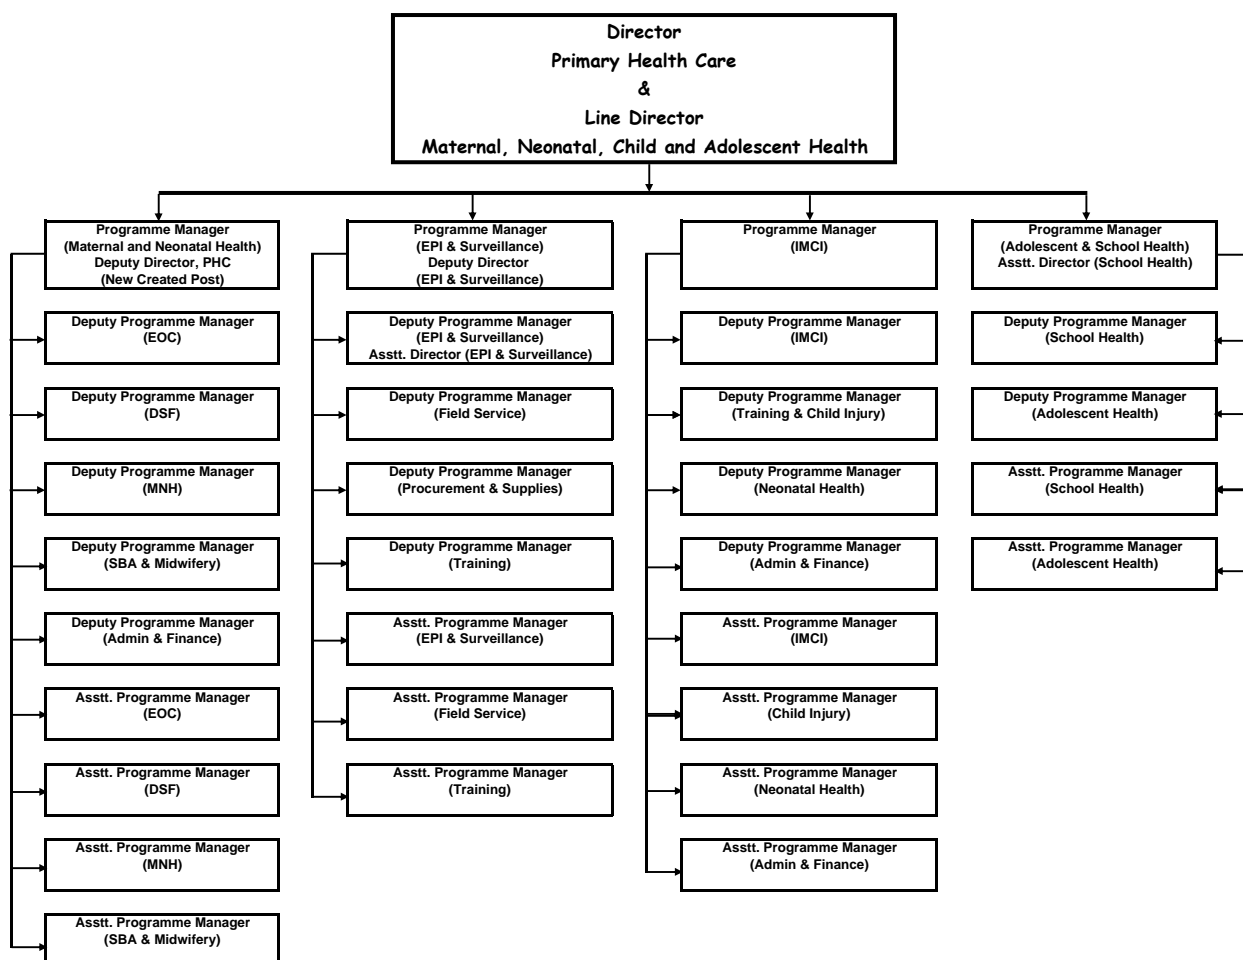 Director
Primary Health Care
&
Line Director
Maternal, Neonatal, Child and Adolescent Health
Programme Manager
(Maternal and Neonatal Health)
Deputy Director, PHC
(New Created Post)
Deputy Programme Manager
(EOC)
Deputy Programme Manager
(DSF)
Deputy Programme Manager
(MNH)
Deputy Programme Manager
(SBA & Midwifery)
Deputy Programme Manager
(Admin & Finance)
Asstt. Programme Manager
(EOC)
Asstt. Programme Manager
(DSF)
Asstt. Programme Manager
(MNH)
Asstt. Programme Manager
(SBA & Midwifery)
Programme Manager
(EPI & Surveillance)
Deputy Director
(EPI & Surveillance)
Deputy Programme Manager
(EPI & Surveillance)
Asstt. Director (EPI & Surveillance)
Deputy Programme Manager
(Field Service)
Deputy Programme Manager
(Procurement & Supplies)
Deputy Programme Manager
(Training)
Asstt. Programme Manager
(EPI & Surveillance)
Asstt. Programme Manager
(Field Service)
Asstt. Programme Manager
(Training)
Programme Manager
(IMCI)
Deputy Programme Manager
(IMCI)
Deputy Programme Manager
(Training & Child Injury)
Deputy Programme Manager
(Neonatal Health)
Deputy Programme Manager
(Admin & Finance)
Asstt. Programme Manager
(IMCI)
Asstt. Programme Manager
(Child Injury)
Asstt. Programme Manager
(Neonatal Health)
Asstt. Programme Manager
(Admin & Finance)
Programme Manager
(Adolescent & School Health)
Asstt. Director (School Health)
Deputy Programme Manager
(School Health)
Deputy Programme Manager
(Adolescent Health)
Asstt. Programme Manager
(School Health)
Asstt. Programme Manager
(Adolescent Health)